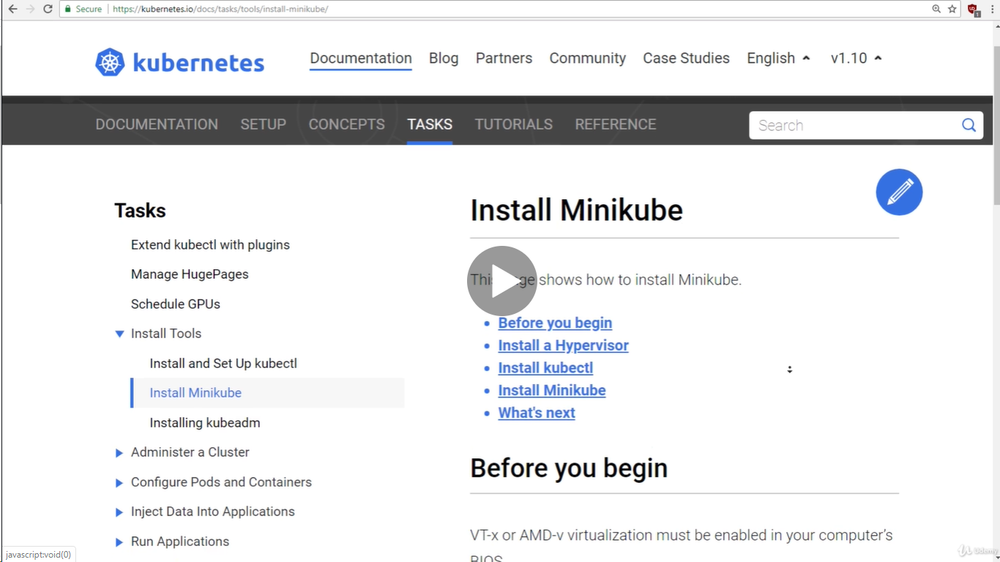 Secure https://kubernetes.io/docs/tasks/tools/install-minikube/
1
kubernetes Documentation Blog Partners Community Case Studies English v1.10
DOCUMENTATION SETUP CONCEPTS TASKS TUTORIALS REFERENCE Search
Tasks
Extend kubectl with plugins
Manage HugePages
Schedule GPUs
Install Tools
Install and Set Up kubectl
Install Minikube
Installing kubeadm
Administer a Cluster
Configure Pods and Containers
Inject Data Into Applications
Run Applications
Install Minikube
shows how to install Minikube.
Before you begin
Install a Hypervisor
Install kubectl
Install Minikube
What's next
Before you begin
VT-x or AMD-v virtualization must be enabled in your computer’s
BIOS
javascript:void(0)
Udemy